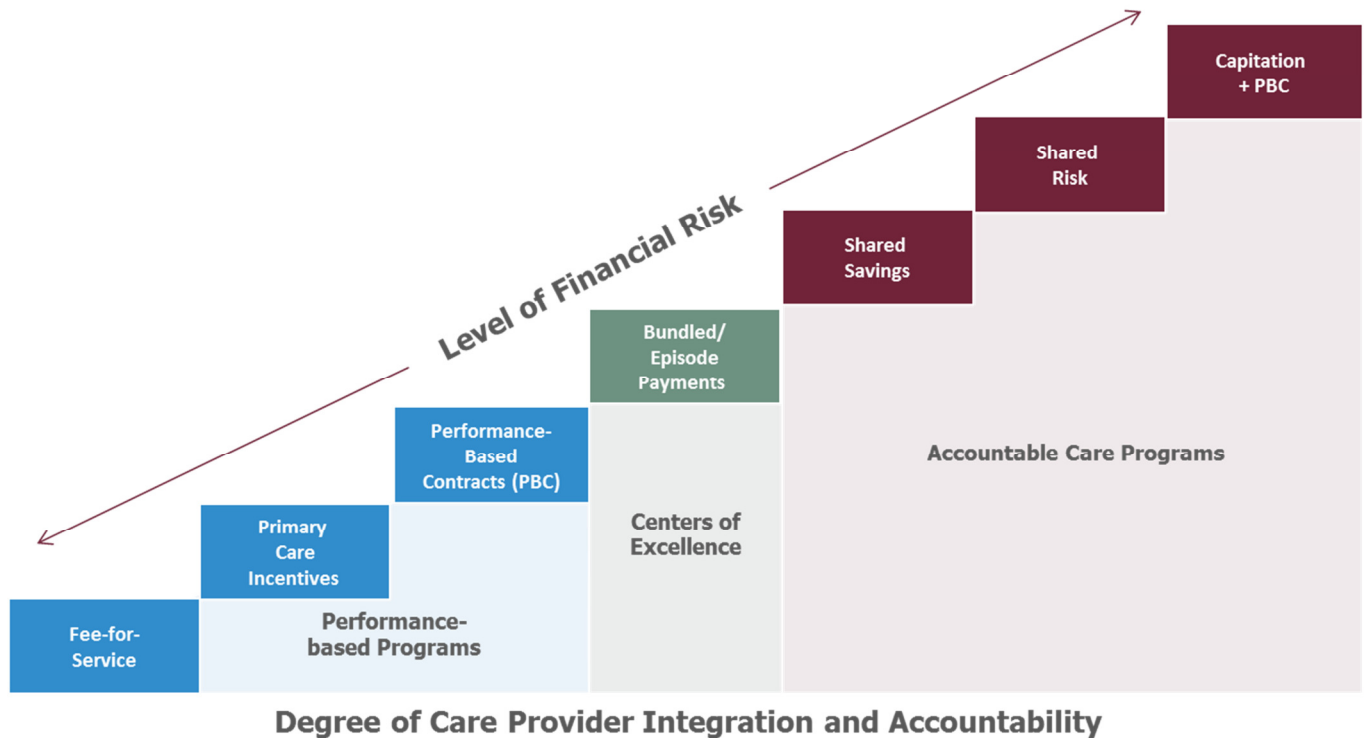 Capitation
+ PBC
Shared
Risk
Shared
Savings
Level of Financial Risk
Bundled/
Episode
Payments
Performance-
Based
Contracts (PBC)
Primary
Care
Incentives
Fee-for-
Service
Performance-
based Programs
Centers of
Excellence
Accountable Care Programs
Degree of Care Provider Integration and Accountability